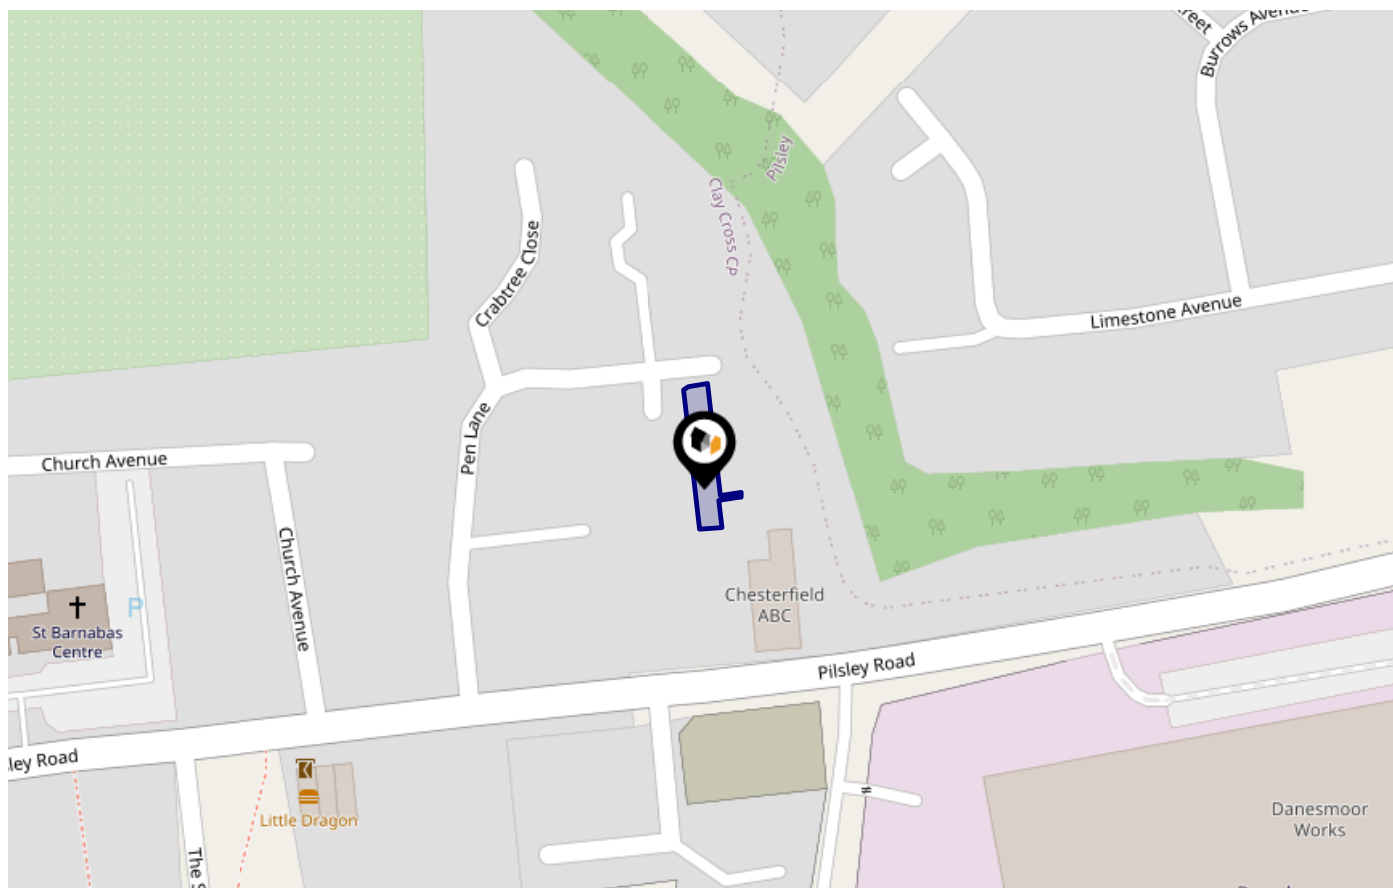 Burrows Avenue
Pilsley
Clay Cross CP
Crabtree Close
Limestone Avenue
Pen Lane
Church Avenue
Church Avenue
Chesterfield
ABC
P
St Barnabas
Centre
Pilsley Road
ley Road
Little Dragon
Danesmoor
Works
The S